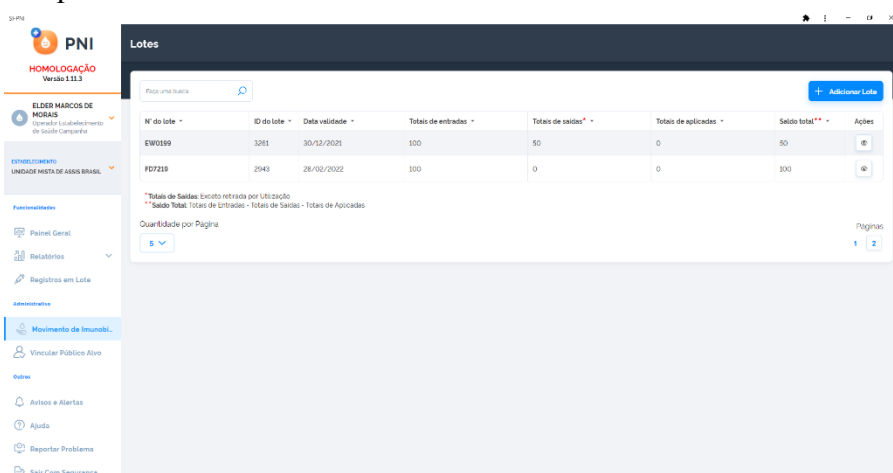 SI-PNI
PNI
HOMOLOGAÇÃO
Versão 1.11.3
ELDER MARCOS DE
MORAIS
Operador Estabelecimento
de Saúde Campanha
ESTABELECIMENTO
UNIDADE MISTA DE ASSIS BRASIL
Funcionalidades
Painel Geral
Relatórios
Registros em Lote
Administrativo
Movimento de Imunobi...
Vincular Público Alvo
Outros
Avisos e Alertas
Ajuda
Reportar Problema
Sair Com Segurança
Lotes
Faça uma busca...
+ Adicionar Lote
N° do lote ID do lote Data validade Totais de entradas Totais de saídas* Totais de aplicadas Saldo total** Ações
EW0199 3261 30/12/2021 100 50 0 50
FD7219 2943 28/02/2022 100 0 0 100
*Totais de Saídas: Exceto retirada por Utilização
**Saldo Total: Totais de Entradas - Totais de Saídas - Totais de Aplicadas
Quantidade por Página
5
Páginas
1 2